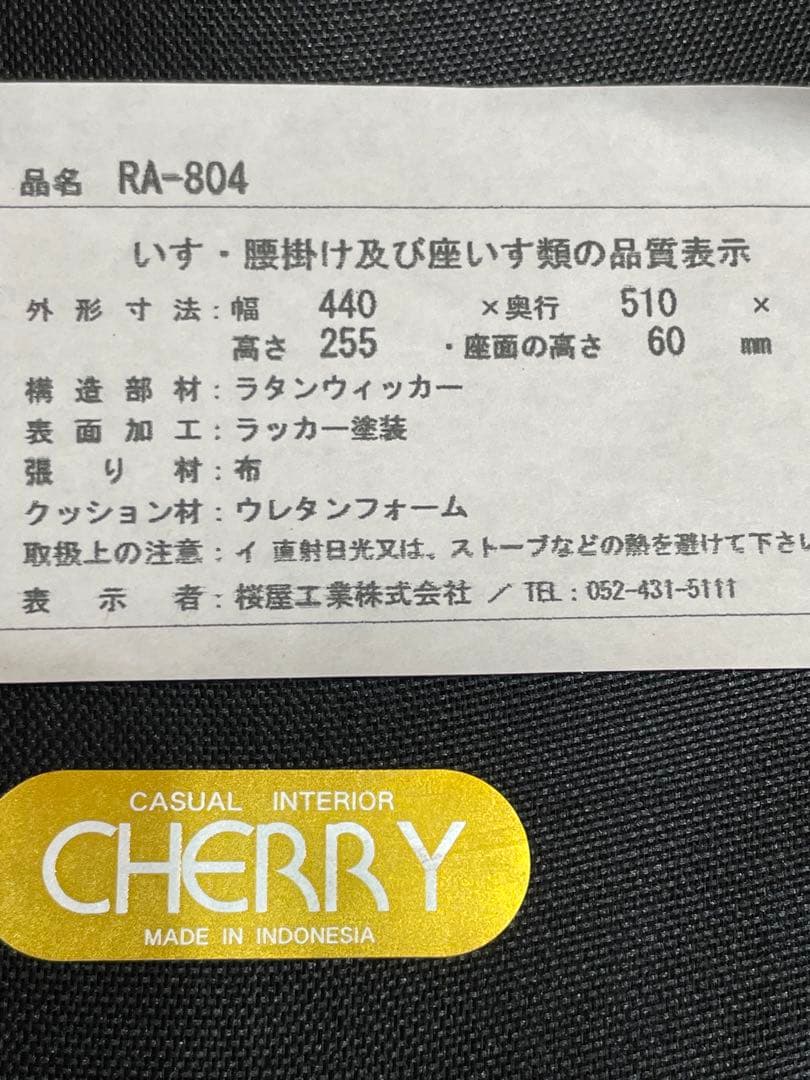 品名 RA-804
いす・腰掛け及び座いす類の品質表示
外形寸法:幅 440 ×奥行 510 ×
高さ 255 ・座面の高さ 60 mm
構造部材:ラタンウィッカー
表面加工:ラッカー塗装
張り材:布
クッション材:ウレタンフォーム
取扱上の注意:イ 直射日光又は、ストーブなどの熱を避けて下さい
表示者:桜屋工業株式会社 / TEL:052-431-5111
CASUAL INTERIOR
CHERRY
MADE IN INDONESIA